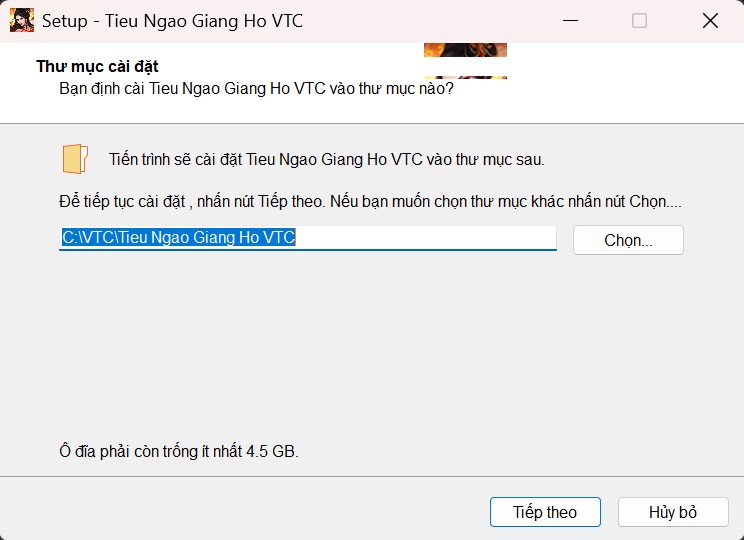 Setup - Tieu Ngao Giang Ho VTC
Thư mục cài đặt
Bạn định cài Tieu Ngao Giang Ho VTC vào thư mục nào?
Tiến trình sẽ cài đặt Tieu Ngao Giang Ho VTC vào thư mục sau.
Để tiếp tục cài đặt , nhấn nút Tiếp theo. Nếu bạn muốn chọn thư mục khác nhấn nút Chọn....
C:\VTC\Tieu Ngao Giang Ho VTC
Chọn...
Ô đĩa phải còn trống ít nhất 4.5 GB.
Tiếp theo
Hủy bỏ